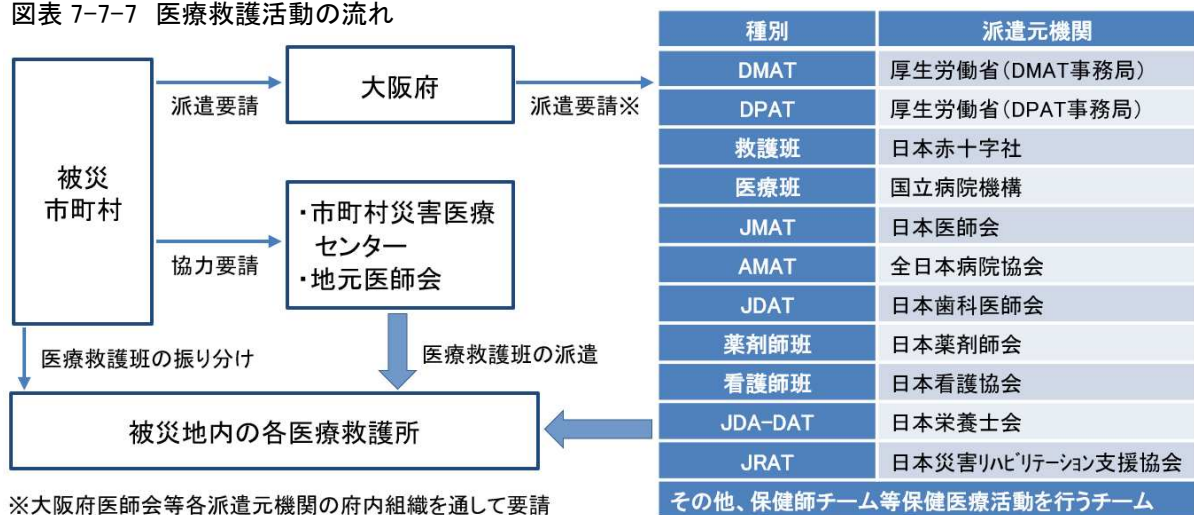 図表 7-7-7 医療救護活動の流れ
被災
市町村
派遣要請
大阪府
派遣要請※
協力要請
・市町村災害医療
センター
・地元医師会
医療救護班の振り分け
医療救護班の派遣
被災地内の各医療救護所
※大阪府医師会等各派遣元機関の府内組織を通して要請
種別 派遣元機関
DMAT 厚生労働省(DMAT事務局)
DPAT 厚生労働省(DPAT事務局)
救護班 日本赤十字社
医療班 国立病院機構
JMAT 日本医師会
AMAT 全日本病院協会
JDAT 日本歯科医師会
薬剤師班 日本薬剤師会
看護師班 日本看護協会
JDA-DAT 日本栄養士会
JRAT 日本災害リハビリテーション支援協会
その他、保健師チーム等保健医療活動を行うチーム